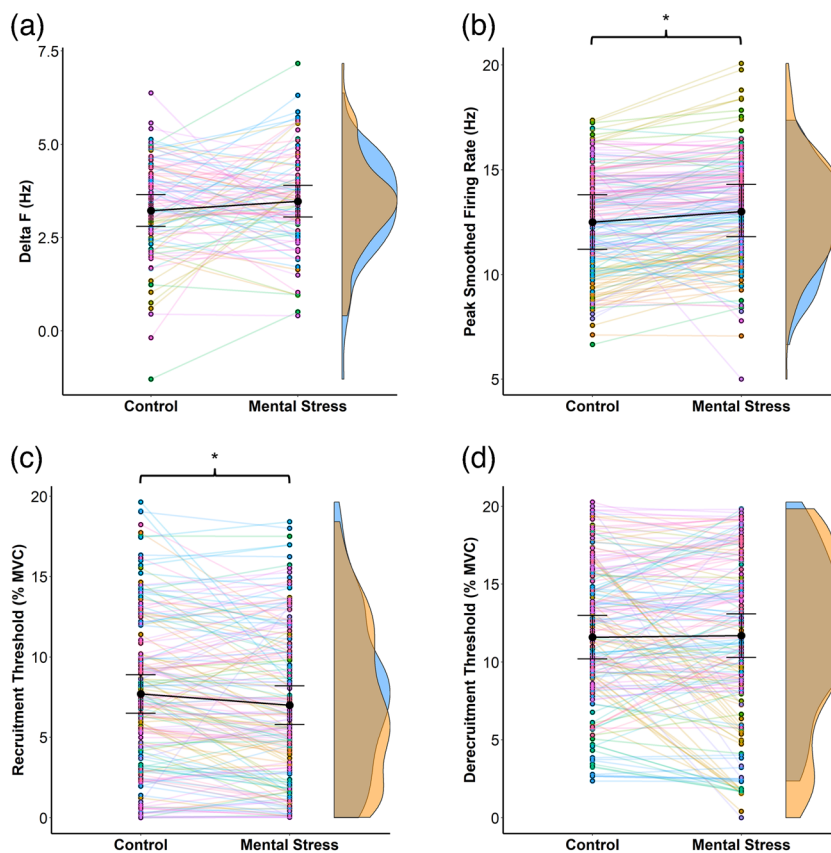 (a)
7.5
5.0
2.5
0.0
Delta F (Hz)
Control Mental Stress
(b)
*
20
15
10
5
Peak Smoothed Firing Rate (Hz)
Control Mental Stress
(c)
*
20
15
10
5
0
Recruitment Threshold (% MVC)
Control Mental Stress
(d)
20
15
10
5
0
Derecruitment Threshold (% MVC)
Control Mental Stress